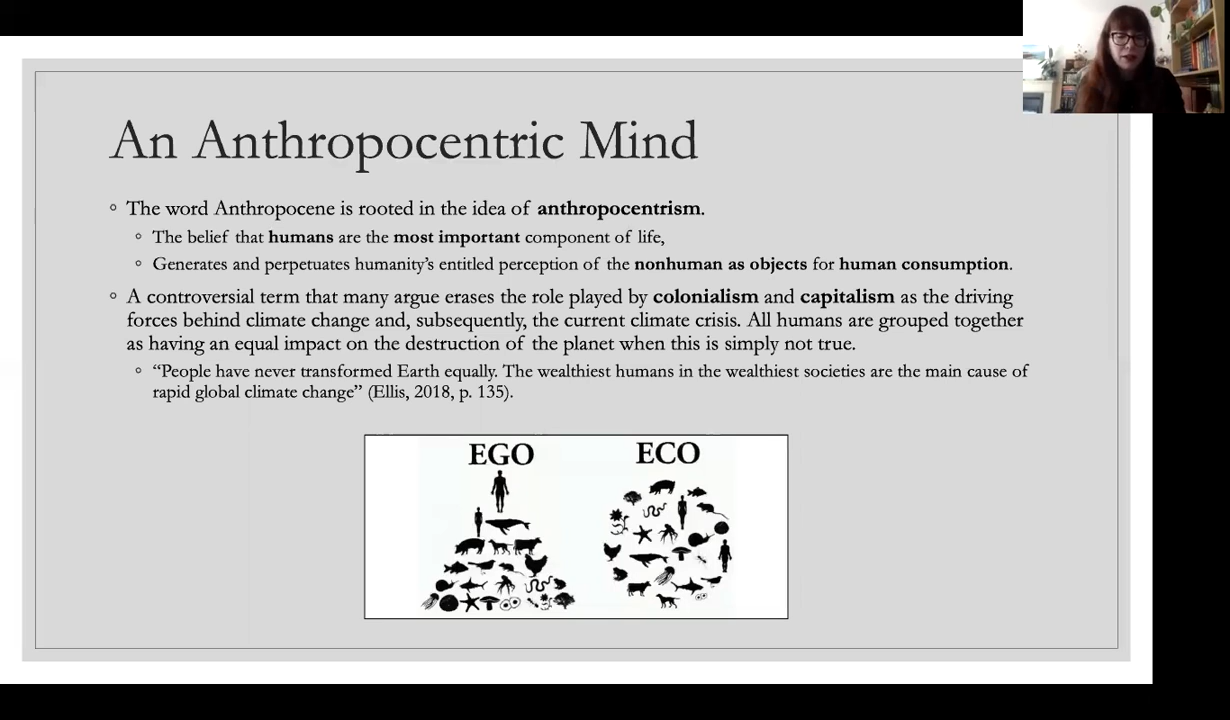 An Anthropocentric Mind
The word Anthropocene is rooted in the idea of anthropocentrism.
The belief that humans are the most important component of life,
Generates and perpetuates humanity’s entitled perception of the nonhuman as objects for human consumption.
A controversial term that many argue erases the role played by colonialism and capitalism as the driving
forces behind climate change and, subsequently, the current climate crisis. All humans are grouped together
as having an equal impact on the destruction of the planet when this is simply not true.
“People have never transformed Earth equally. The wealthiest humans in the wealthiest societies are the main cause of
rapid global climate change” (Ellis, 2018, p. 135).
EGO
ECO